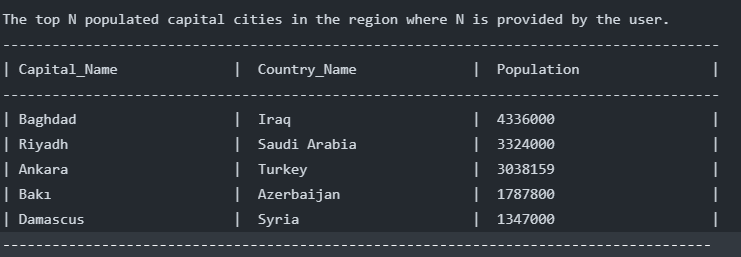 The top N populated capital cities in the region where N is provided by the user.
---------------------------------------------------------------------------------------
| Capital_Name | Country_Name | Population |
---------------------------------------------------------------------------------------
| Baghdad | Iraq | 4336000 |
| Riyadh | Saudi Arabia | 3324000 |
| Ankara | Turkey | 3038159 |
| Bakı | Azerbaijan | 1787800 |
| Damascus | Syria | 1347000 |
--------------------------------------------------------------------------------------